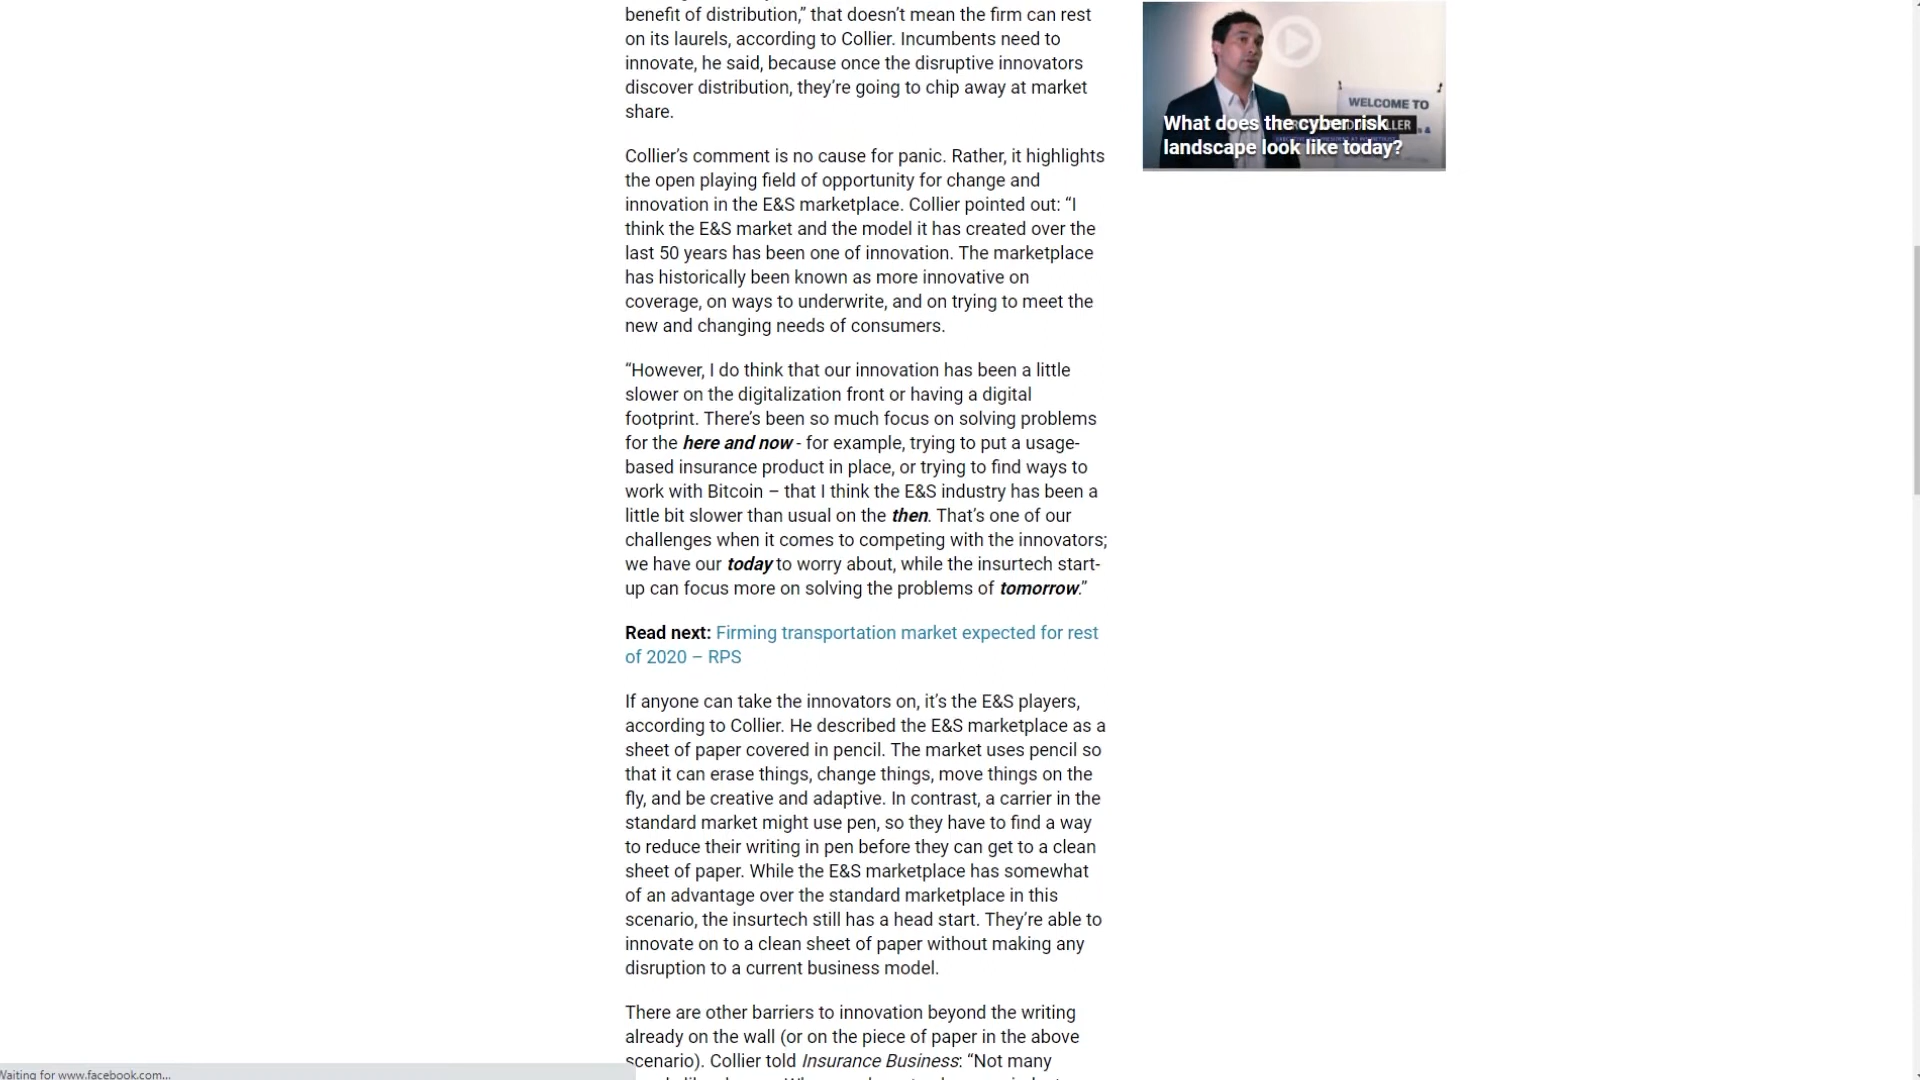 benefit of distribution,” that doesn’t mean the firm can rest
on its laurels, according to Collier. Incumbents need to
innovate, he said, because once the disruptive innovators
discover distribution, they’re going to chip away at market
share.
Collier’s comment is no cause for panic. Rather, it highlights
the open playing field of opportunity for change and
innovation in the E&S marketplace. Collier pointed out: “I
think the E&S market and the model it has created over the
last 50 years has been one of innovation. The marketplace
has historically been known as more innovative on
coverage, on ways to underwrite, and on trying to meet the
new and changing needs of consumers.
“However, I do think that our innovation has been a little
slower on the digitalization front or having a digital
footprint. There’s been so much focus on solving problems
for the here and now - for example, trying to put a usage-
based insurance product in place, or trying to find ways to
work with Bitcoin – that I think the E&S industry has been a
little bit slower than usual on the then. That’s one of our
challenges when it comes to competing with the innovators;
we have our today to worry about, while the insurtech start-
up can focus more on solving the problems of tomorrow.”
Read next: Firming transportation market expected for rest
of 2020 – RPS
If anyone can take the innovators on, it’s the E&S players,
according to Collier. He described the E&S marketplace as a
sheet of paper covered in pencil. The market uses pencil so
that it can erase things, change things, move things on the
fly, and be creative and adaptive. In contrast, a carrier in the
standard market might use pen, so they have to find a way
to reduce their writing in pen before they can get to a clean
sheet of paper. While the E&S marketplace has somewhat
of an advantage over the standard marketplace in this
scenario, the insurtech still has a head start. They’re able to
innovate on to a clean sheet of paper without making any
disruption to a current business model.
There are other barriers to innovation beyond the writing
already on the wall (or on the piece of paper in the above
scenario). Collier told Insurance Business: “Not many
WELCOME TO
What does the cyber risk
landscape look like today?
Waiting for www.facebook.com...